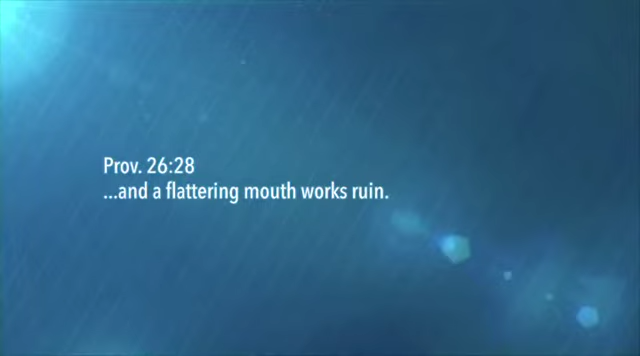 Prov. 26:28
...and a flattering mouth works ruin.